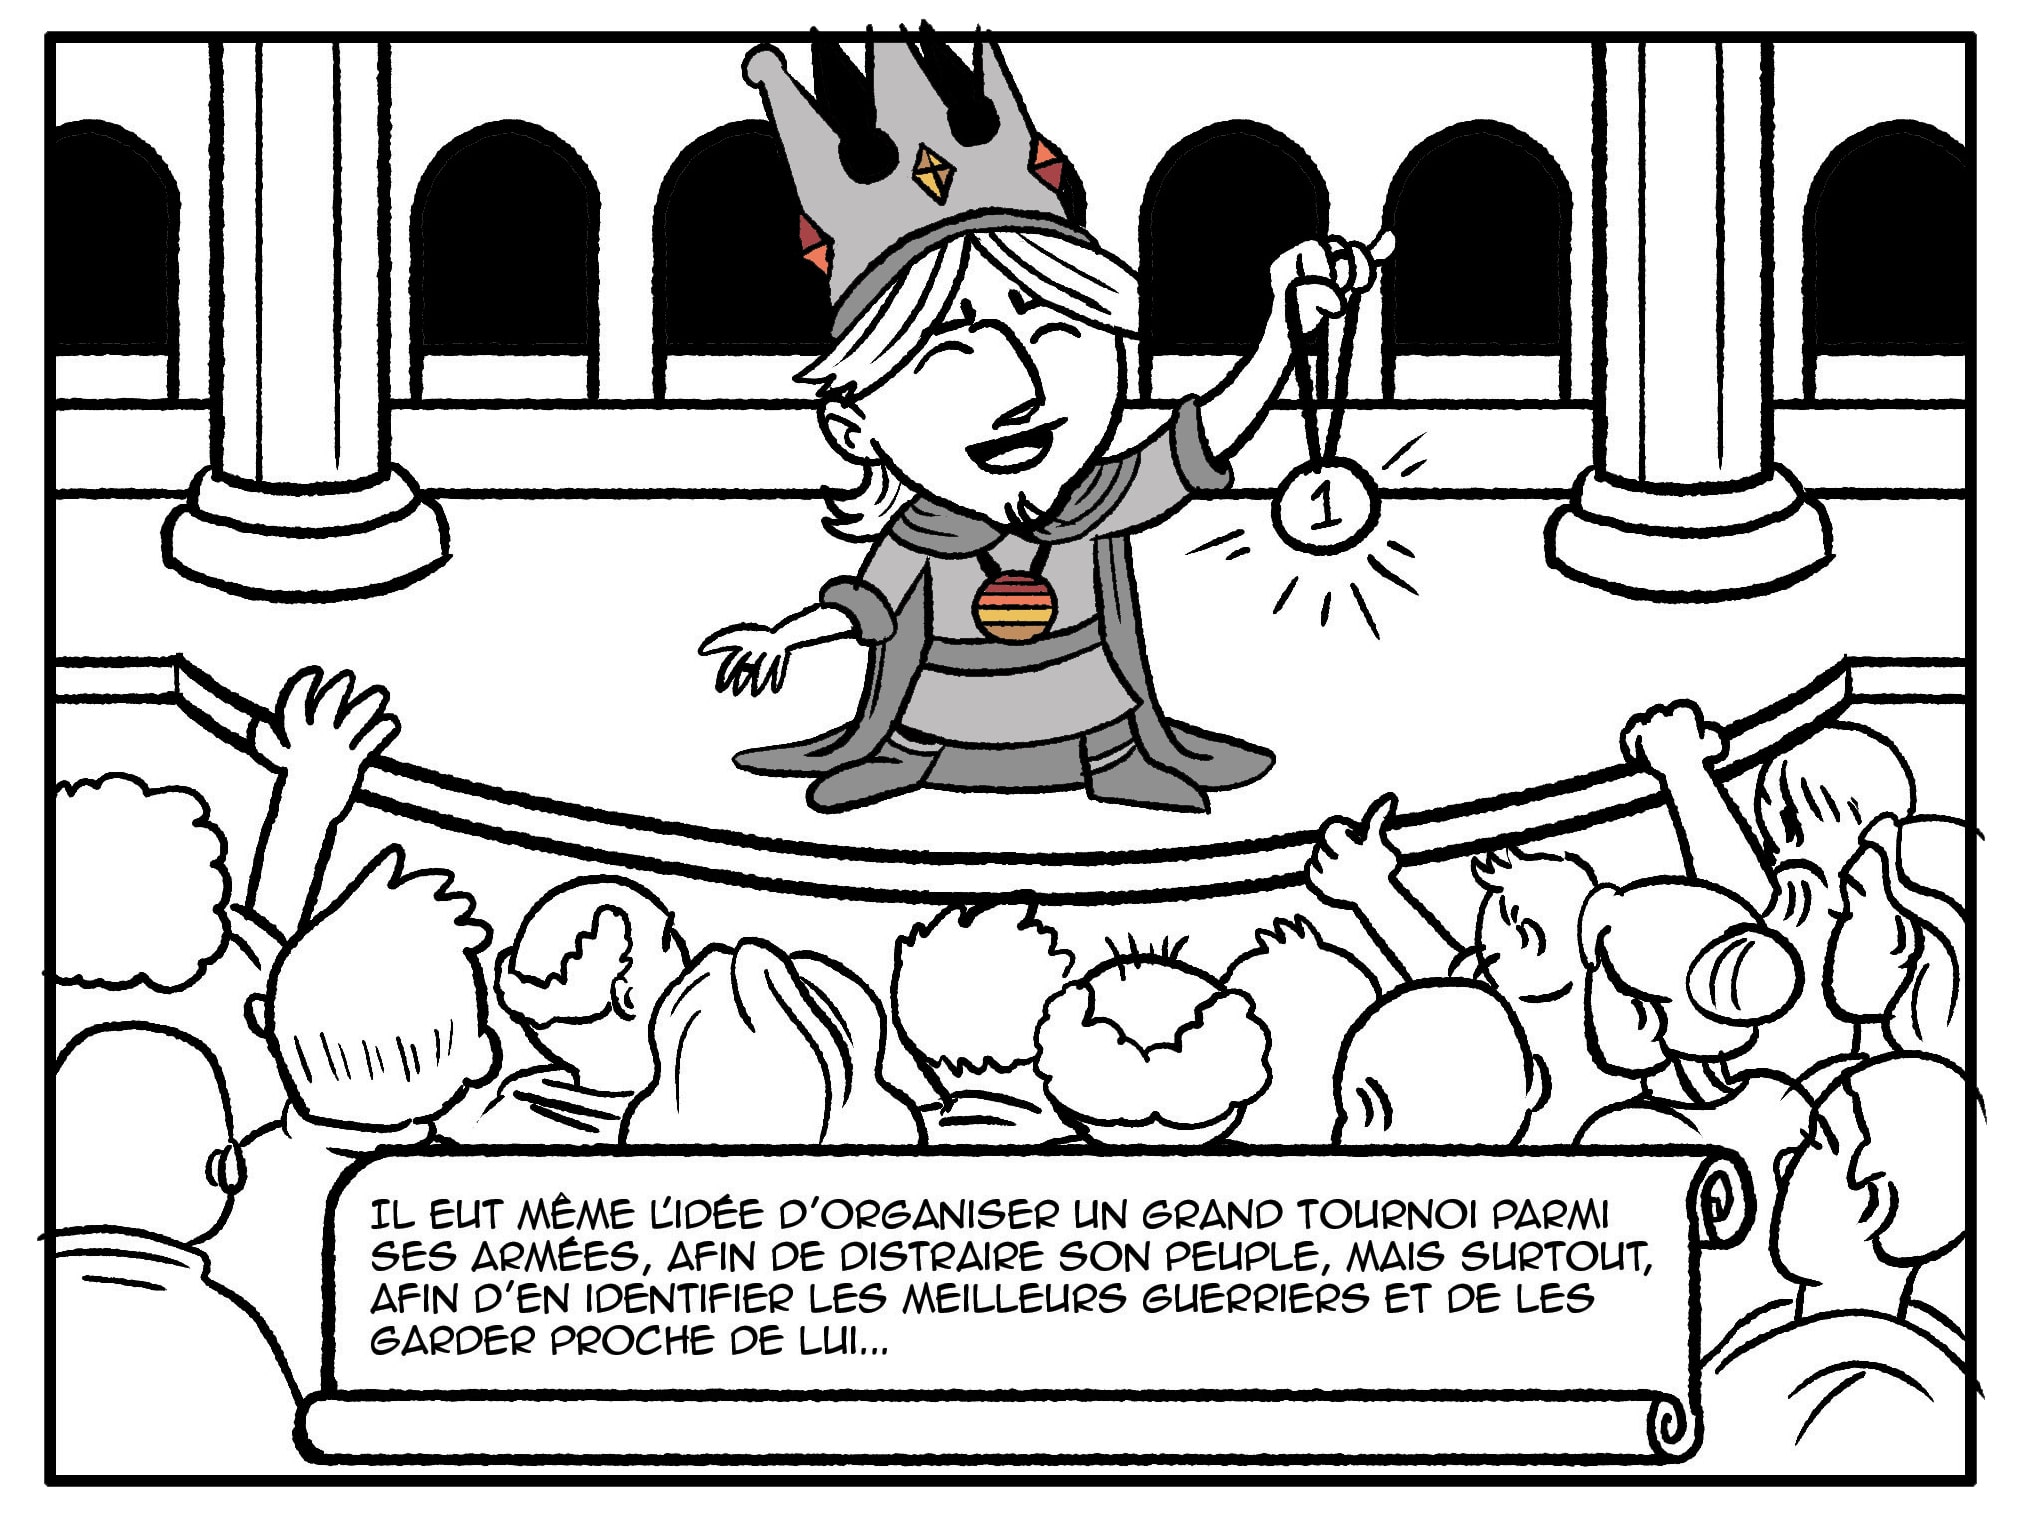 1
IL EUT MÊME L'IDÉE D'ORGANISER UN GRAND TOURNOI PARMI
SES ARMÉES, AFIN DE DISTRAIRE SON PEUPLE, MAIS SURTOUT,
AFIN D'EN IDENTIFIER LES MEILLEURS GUERRIERS ET DE LES
GARDER PROCHE DE LUI...